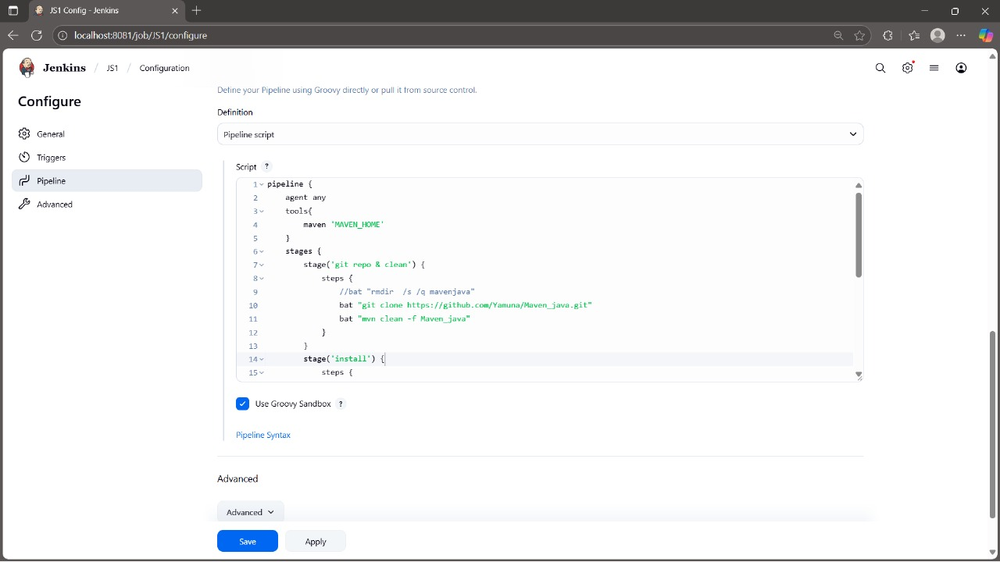 JS1 Config - Jenkins
localhost:8081/job/JS1/configure
Jenkins / JS1 / Configuration
Configure
General
Triggers
Pipeline
Advanced
Define your Pipeline using Groovy directly or pull it from source control.
Definition
Pipeline script
Script ?
1 pipeline {
2 agent any
3 tools{
4 maven 'MAVEN_HOME'
5 }
6 stages {
7 stage('git repo & clean') {
8 steps {
9 //bat "rmdir  /s /q mavenjava"
10 bat "git clone https://github.com/Yamuna/Maven_java.git"
11 bat "mvn clean -f Maven_java"
12 }
13 }
14 stage('install') {
15 steps {
Use Groovy Sandbox ?
Pipeline Syntax
Advanced
Advanced
Save Apply